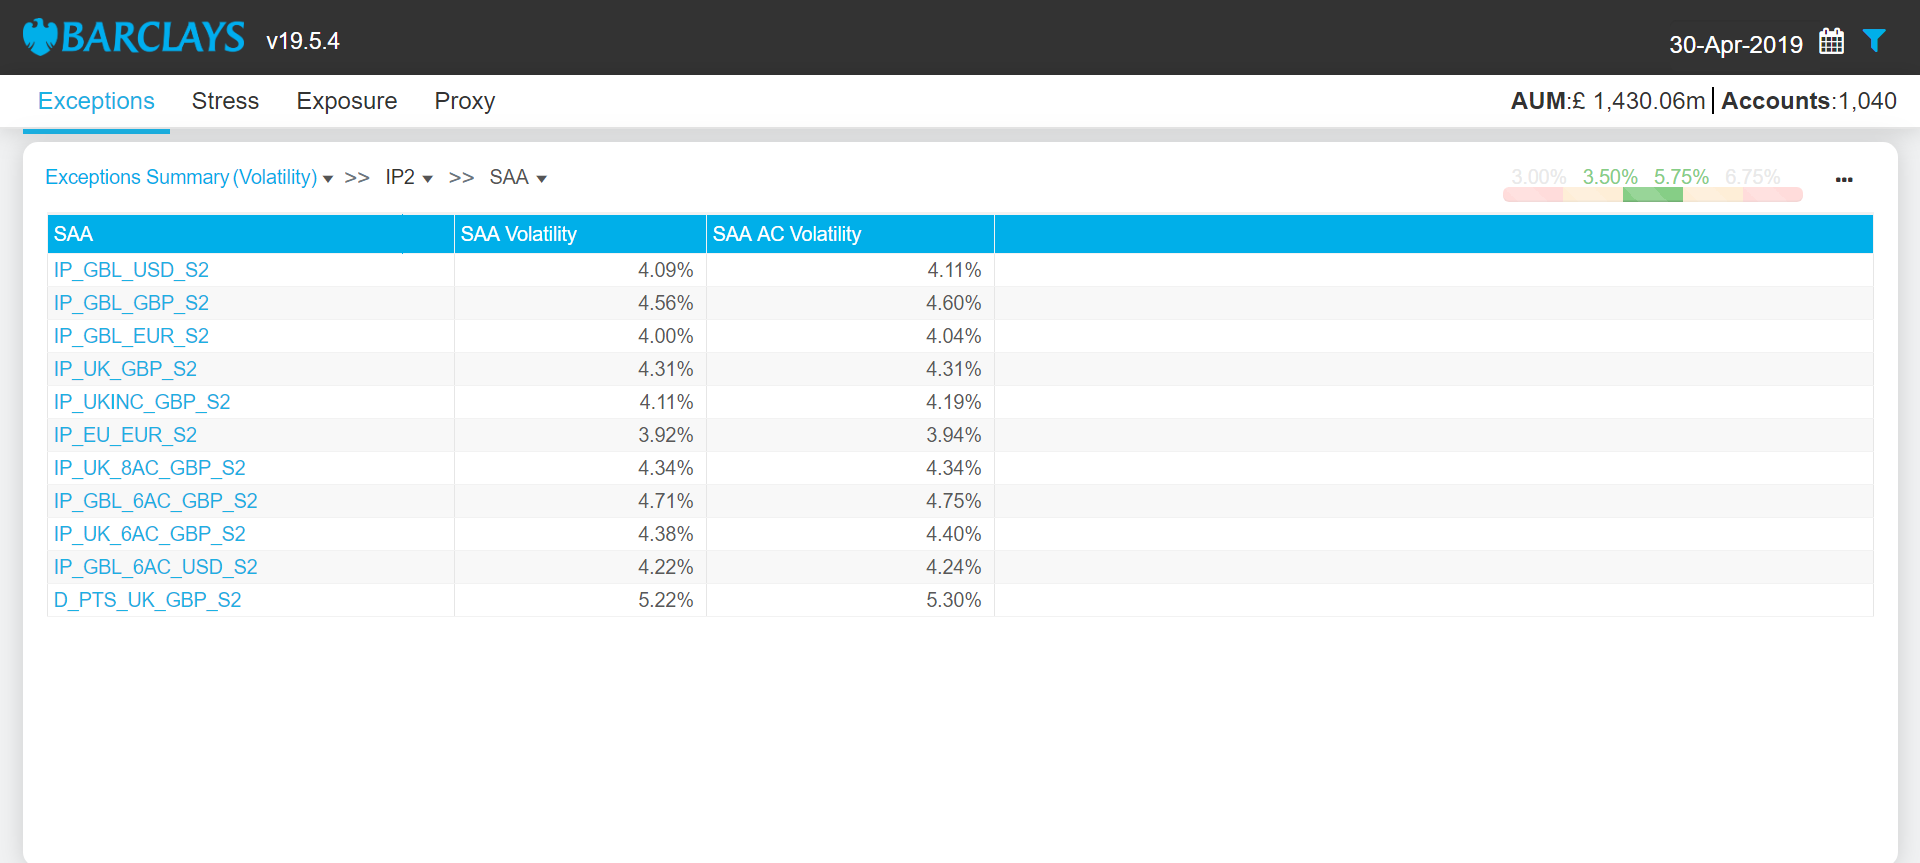 BARCLAYS v19.5.4 30-Apr-2019
Exceptions Stress Exposure Proxy AUM:£ 1,430.06m | Accounts:1,040
Exceptions Summary (Volatility) >> IP2 >> SAA 3.00% 3.50% 5.75% 6.75% ...
SAA SAA Volatility SAA AC Volatility
IP_GBL_USD_S2 4.09% 4.11%
IP_GBL_GBP_S2 4.56% 4.60%
IP_GBL_EUR_S2 4.00% 4.04%
IP_UK_GBP_S2 4.31% 4.31%
IP_UKINC_GBP_S2 4.11% 4.19%
IP_EU_EUR_S2 3.92% 3.94%
IP_UK_8AC_GBP_S2 4.34% 4.34%
IP_GBL_6AC_GBP_S2 4.71% 4.75%
IP_UK_6AC_GBP_S2 4.38% 4.40%
IP_GBL_6AC_USD_S2 4.22% 4.24%
D_PTS_UK_GBP_S2 5.22% 5.30%